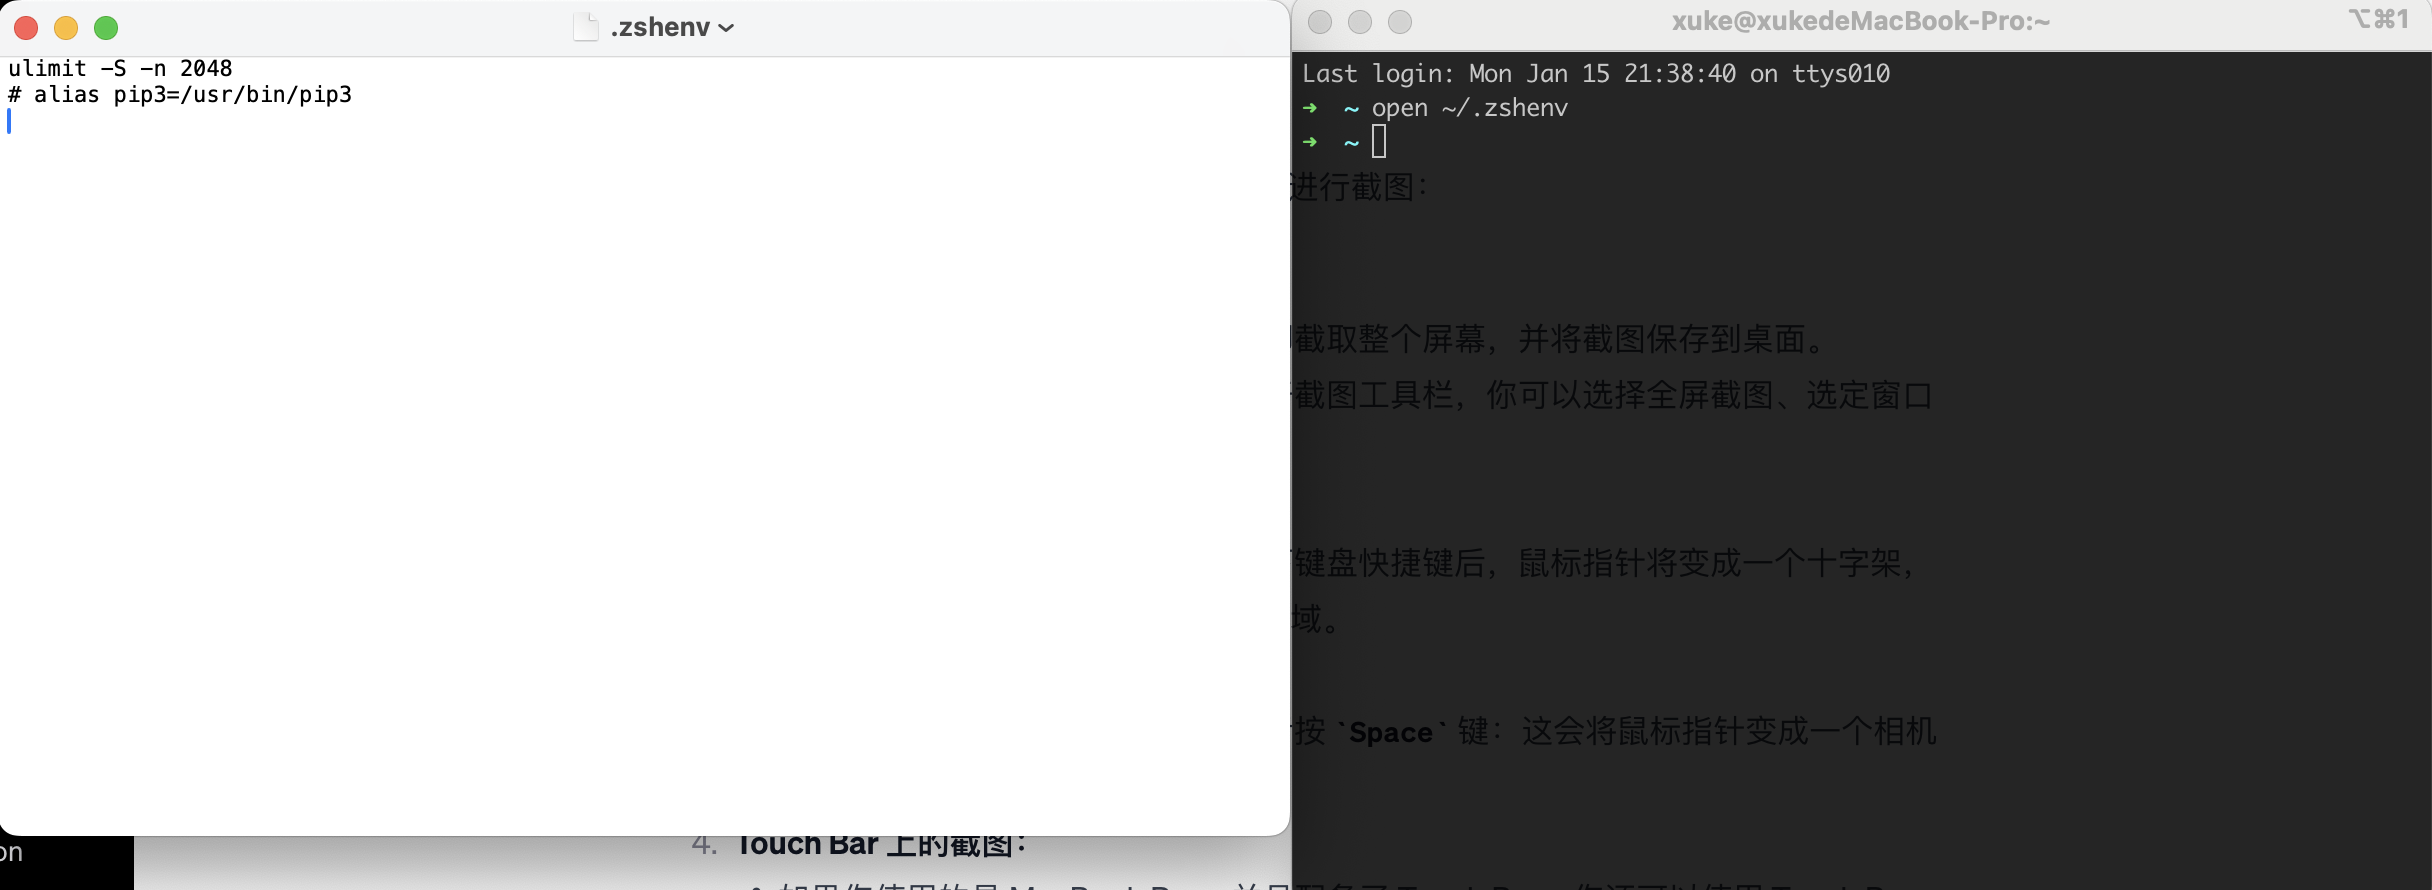 .zshenv
ulimit -S -n 2048
# alias pip3=/usr/bin/pip3
xuke@xukedeMacBook-Pro:~
⌥⌘1
Last login: Mon Jan 15 21:38:40 on ttys010
➜ ~ open ~/.zshenv
➜ ~
进行截图：
截取整个屏幕，并将截图保存到桌面。
截图工具栏，你可以选择全屏截图、选定窗口
键盘快捷键后，鼠标指针将变成一个十字架，
域。
按 `Space` 键：这会将鼠标指针变成一个相机
4. Touch Bar 上的截图：
on